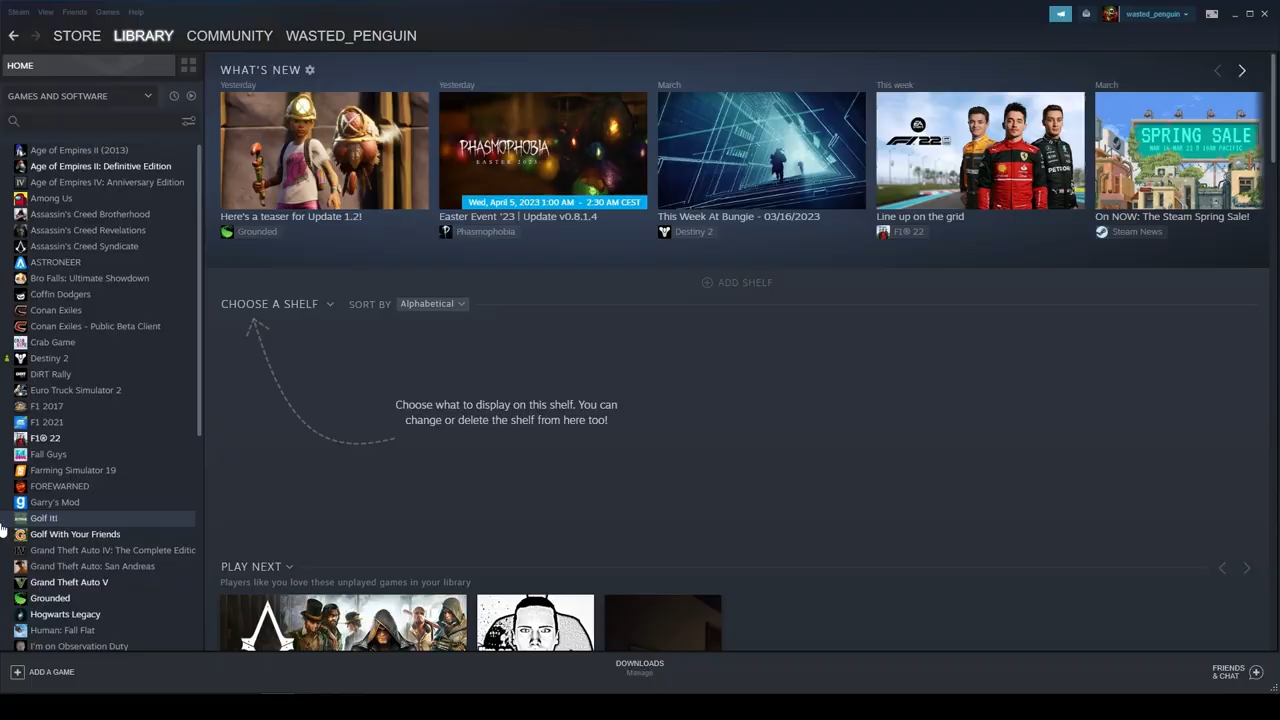 Steam View Friends Games Help
wasted_penguin
STORE LIBRARY COMMUNITY WASTED_PENGUIN
HOME
GAMES AND SOFTWARE
Age of Empires II (2013)
Age of Empires II: Definitive Edition
Age of Empires IV: Anniversary Edition
Among Us
Assassin's Creed Brotherhood
Assassin's Creed Revelations
Assassin's Creed Syndicate
ASTRONEER
Bro Falls: Ultimate Showdown
Coffin Dodgers
Conan Exiles
Conan Exiles - Public Beta Client
Crab Game
Destiny 2
DiRT Rally
Euro Truck Simulator 2
F1 2017
F1 2021
F1® 22
Fall Guys
Farming Simulator 19
FOREWARNED
Garry's Mod
Golf It!
Golf With Your Friends
Grand Theft Auto IV: The Complete Editic
Grand Theft Auto: San Andreas
Grand Theft Auto V
Grounded
Hogwarts Legacy
Human: Fall Flat
I'm on Observation Duty
WHAT'S NEW
Yesterday
Here's a teaser for Update 1.2!
Grounded
Yesterday
PHASMOPHOBIA
EASTER 2023
Wed, April 5, 2023 1:00 AM - 2:30 AM CEST
Easter Event '23 | Update v0.8.1.4
Phasmophobia
March
This Week At Bungie - 03/16/2023
Destiny 2
This week
EA SPORTS
F1 22
PETRONAS
Line up on the grid
F1® 22
March
SPRING SALE
On NOW: The Steam Spring Sale!
Steam News
ADD SHELF
CHOOSE A SHELF SORT BY Alphabetical
Choose what to display on this shelf. You can
change or delete the shelf from here too!
PLAY NEXT
Players like you love these unplayed games in your library
ADD A GAME
DOWNLOADS
Manage
FRIENDS
& CHAT